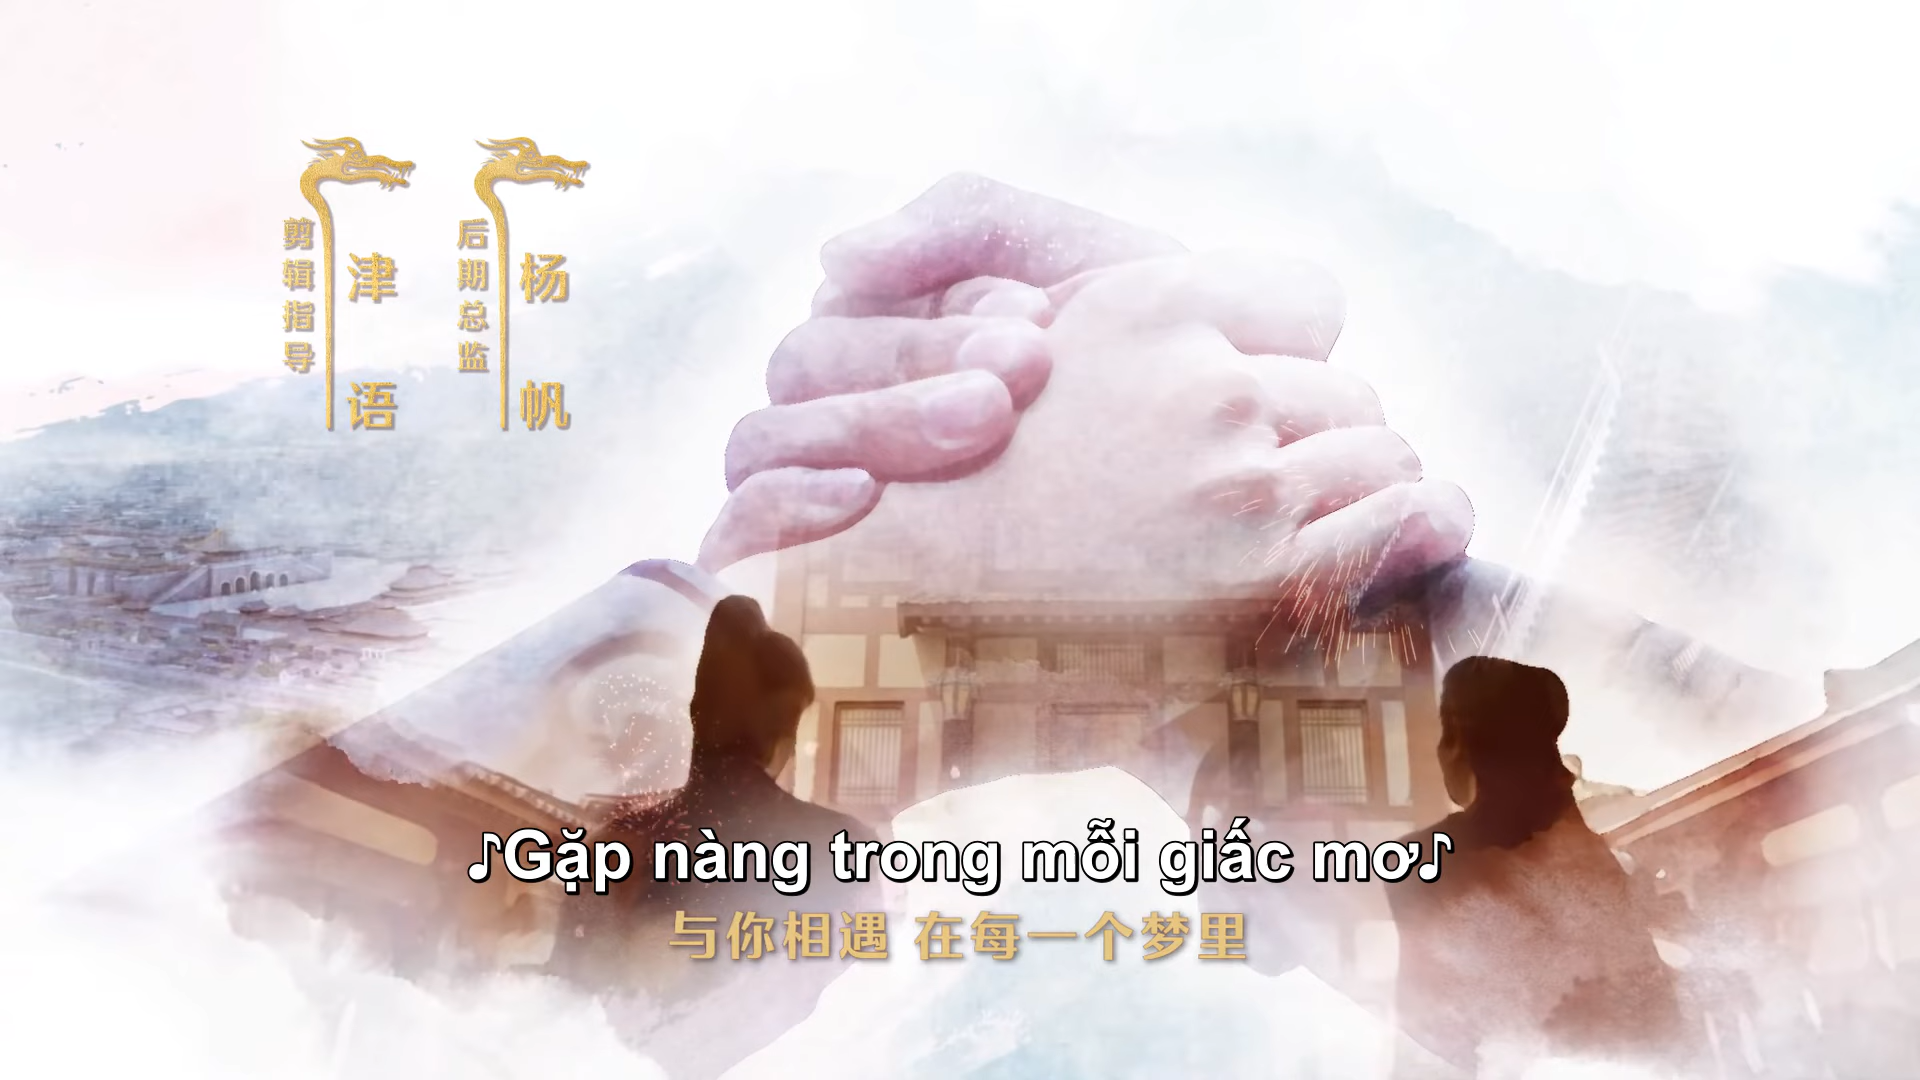 后期总监
杨帆
剪辑指导
津语
♪Gặp nàng trong mỗi giấc mơ♪
与你相遇 在每一个梦里